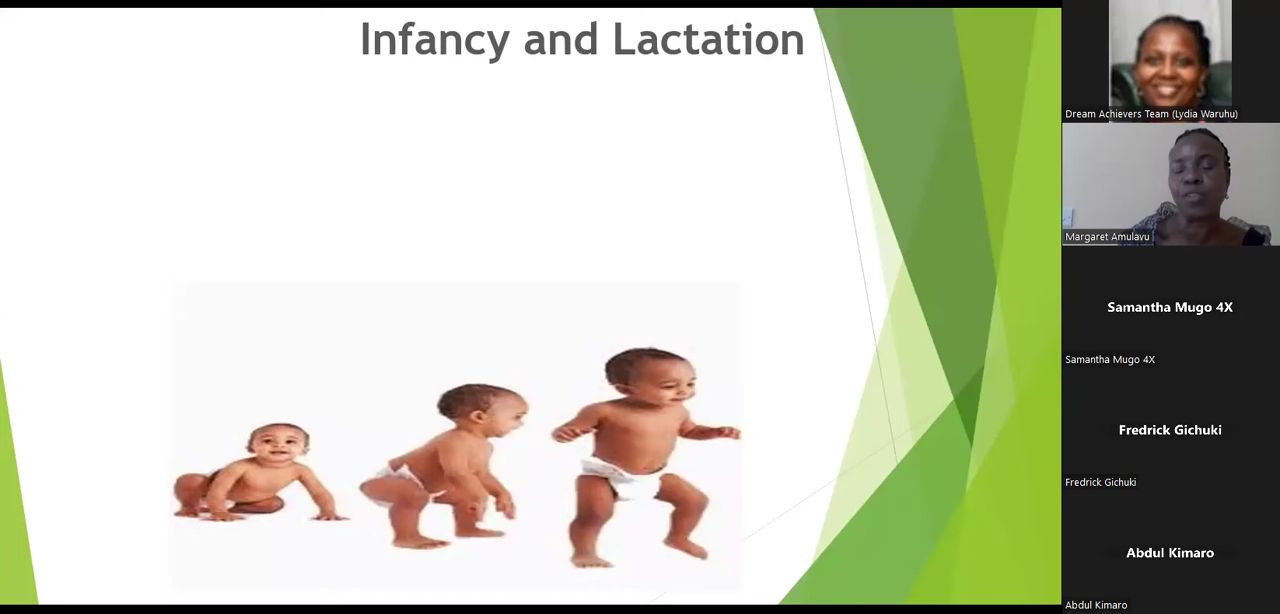 Infancy and Lactation
Dream Achievers Team (Lydia Waruhu)
Margaret Amulavu
Samantha Mugo 4X
Samantha Mugo 4X
Fredrick Gichuki
Fredrick Gichuki
Abdul Kimaro
Abdul Kimaro